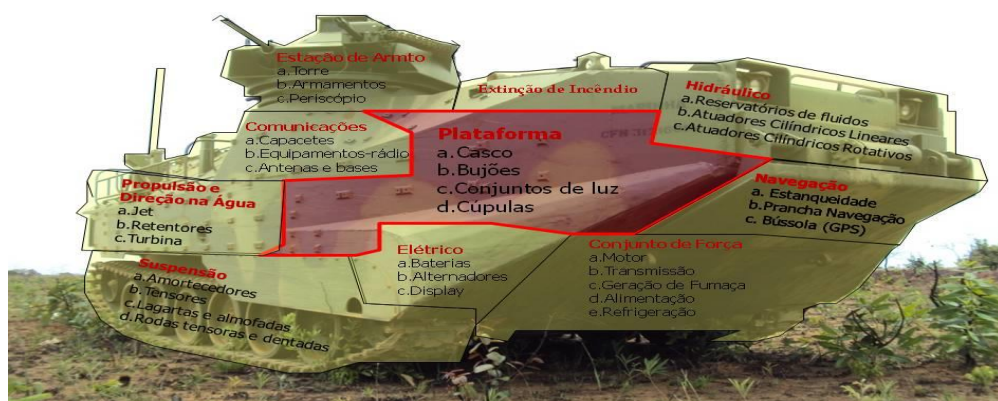 Estação de Armto
a.Torre
b.Armamentos
c.Periscópio
Extinção de Incêndio
Hidráulico
a.Reservatórios de fluidos
b.Atuadores Cilíndricos Lineares
c.Atuadores Cilíndricos Rotativos
Comunicações
a.Capacetes
b.Equipamentos-rádio
c.Antenas e bases
Plataforma
a.Casco
b.Bujões
c.Conjuntos de luz
d.Cúpulas
Propulsão e
Direção na Água
a.Jet
b.Retentores
c.Turbina
Navegação
a. Estanqueidade
b.Prancha Navegação
c. Bússola (GPS)
Suspensão
a.Amortecedores
b.Tensores
c.Lagartas e almofadas
d.Rodas tensoras e dentadas
Elétrico
a.Baterias
b.Alternadores
c.Display
Conjunto de Força
a.Motor
b.Transmissão
c.Geração de Fumaça
d.Alimentação
e.Refrigeração